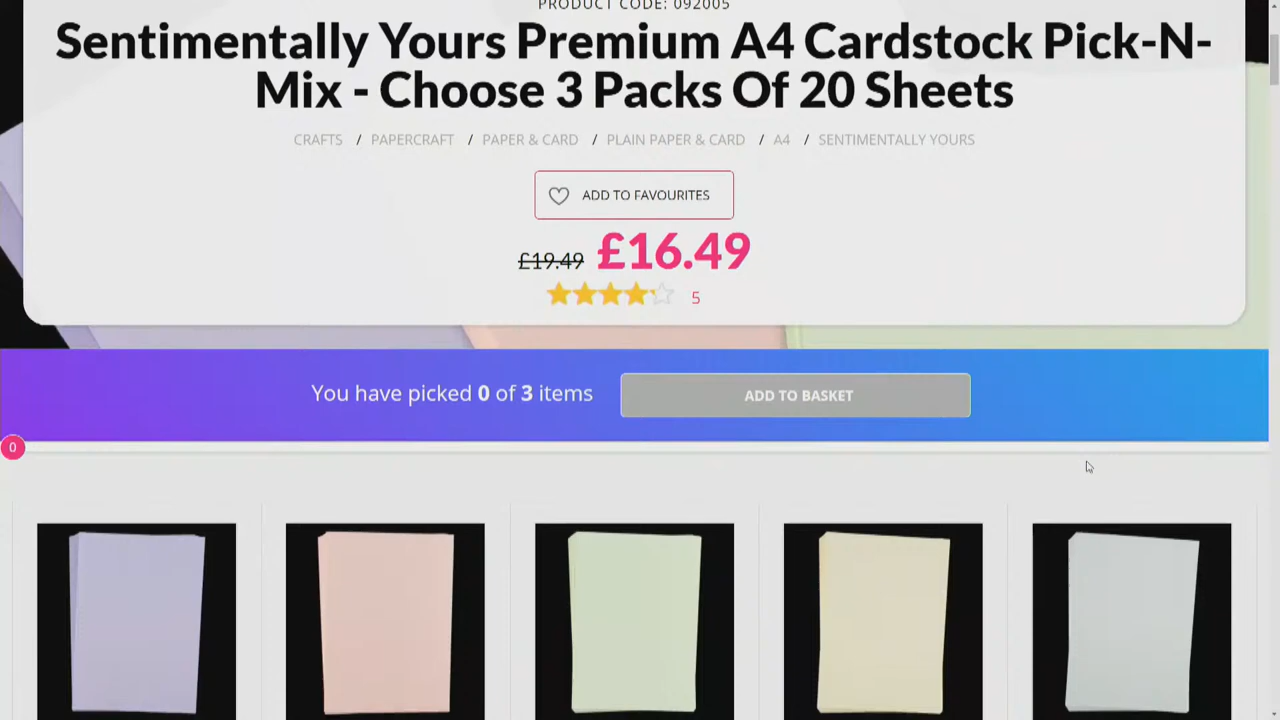 PRODUCT CODE: 092005
Sentimentally Yours Premium A4 Cardstock Pick-N-
Mix - Choose 3 Packs Of 20 Sheets
CRAFTS / PAPERCRAFT / PAPER & CARD / PLAIN PAPER & CARD / A4 / SENTIMENTALLY YOURS
ADD TO FAVOURITES
£19.49 £16.49
5
You have picked 0 of 3 items
ADD TO BASKET
0